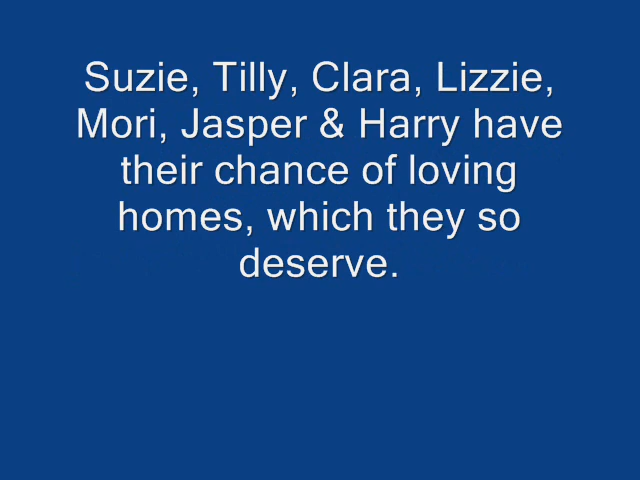 Suzie, Tilly, Clara, Lizzie,
Mori, Jasper & Harry have
their chance of loving
homes, which they so
deserve.